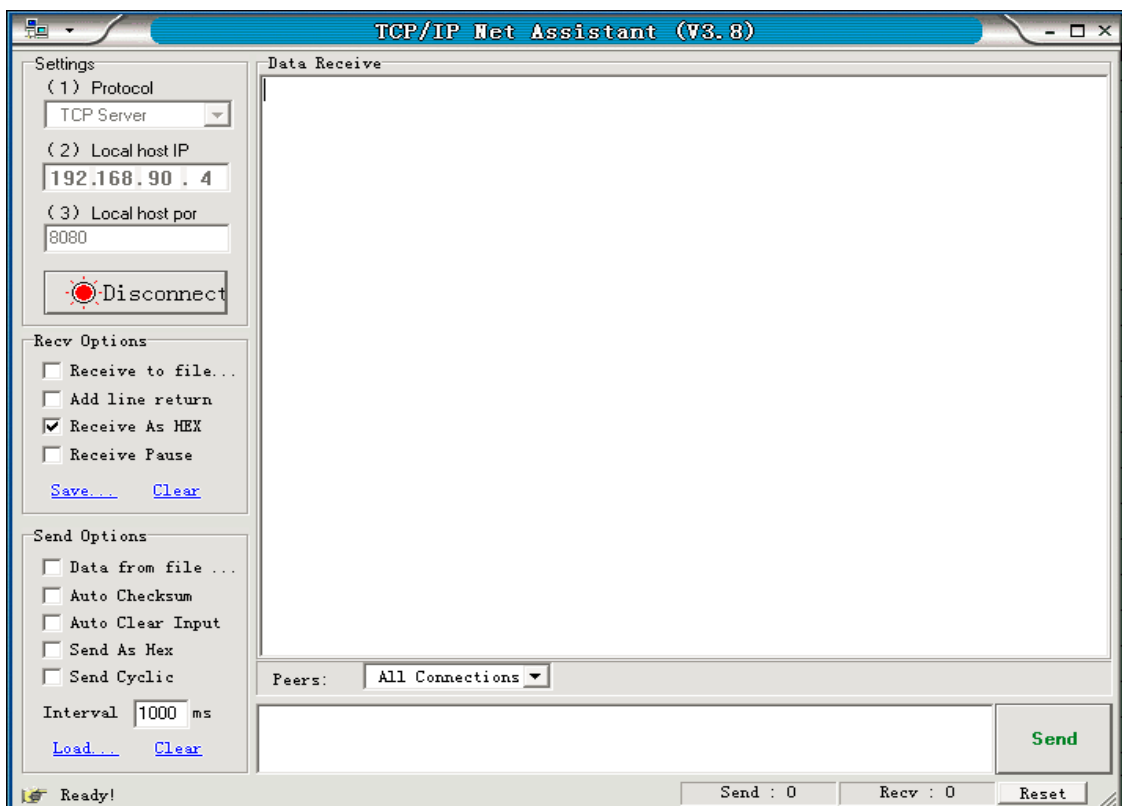 TCP/IP Net Assistant (V3.8)
Settings
(1) Protocol
TCP Server
(2) Local host IP
192.168.90.4
(3) Local host por
8080
Disconnect
Recv Options
Receive to file...
Add line return
Receive As HEX
Receive Pause
Save... Clear
Send Options
Data from file ...
Auto Checksum
Auto Clear Input
Send As Hex
Send Cyclic
Interval 1000 ms
Load... Clear
Data Receive
Peers: All Connections
Send
Ready!
Send : 0
Recv : 0
Reset